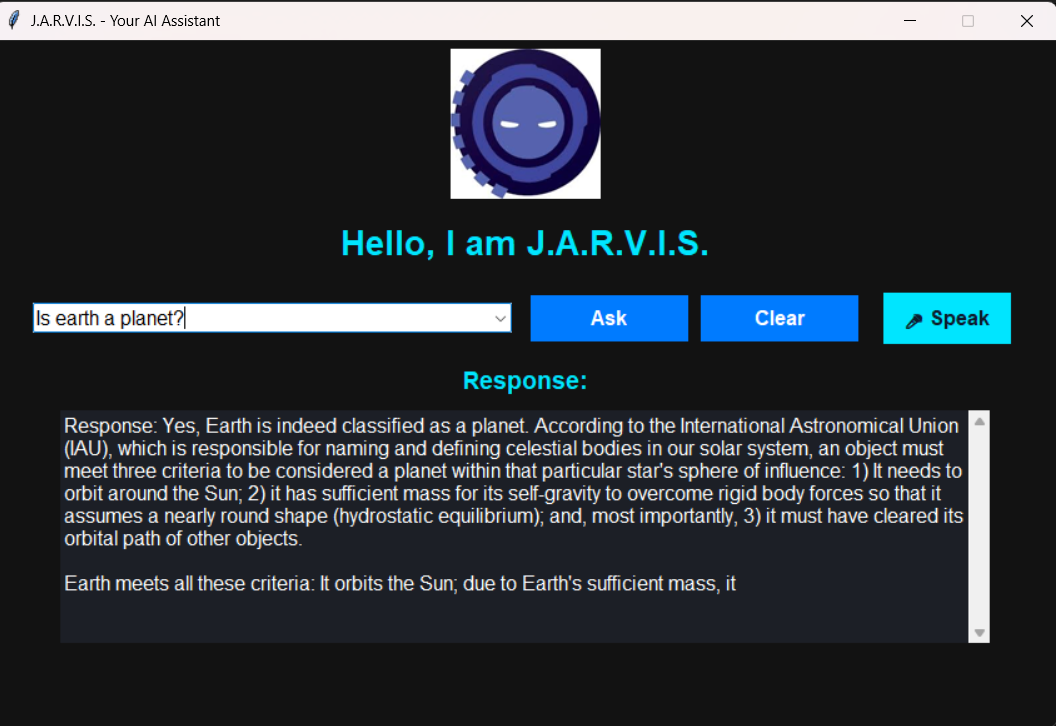 J.A.R.V.I.S. - Your AI Assistant
Hello, I am J.A.R.V.I.S.
Is earth a planet?
Ask
Clear
Speak
Response:
Response: Yes, Earth is indeed classified as a planet. According to the International Astronomical Union
(IAU), which is responsible for naming and defining celestial bodies in our solar system, an object must
meet three criteria to be considered a planet within that particular star's sphere of influence: 1) It needs to
orbit around the Sun; 2) it has sufficient mass for its self-gravity to overcome rigid body forces so that it
assumes a nearly round shape (hydrostatic equilibrium); and, most importantly, 3) it must have cleared its
orbital path of other objects.
Earth meets all these criteria: It orbits the Sun; due to Earth's sufficient mass, it